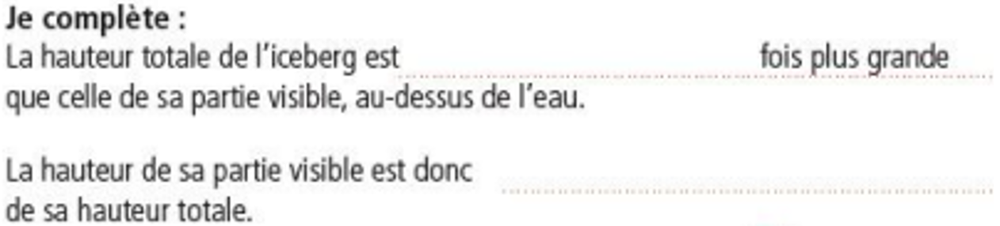 Je complète :
La hauteur totale de l'iceberg est fois plus grande
que celle de sa partie visible, au-dessus de l'eau.
La hauteur de sa partie visible est donc
de sa hauteur totale.